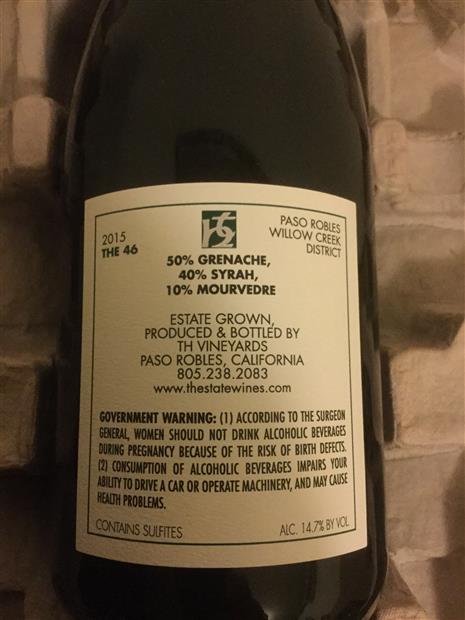 2015
THE 46
PASO ROBLES
WILLOW CREEK
DISTRICT
50% GRENACHE,
40% SYRAH,
10% MOURVEDRE
ESTATE GROWN,
PRODUCED & BOTTLED BY
TH VINEYARDS
PASO ROBLES, CALIFORNIA
805.238.2083
www.thestatewines.com
GOVERNMENT WARNING: (1) ACCORDING TO THE SURGEON
GENERAL, WOMEN SHOULD NOT DRINK ALCOHOLIC BEVERAGES
DURING PREGNANCY BECAUSE OF THE RISK OF BIRTH DEFECTS.
(2) CONSUMPTION OF ALCOHOLIC BEVERAGES IMPAIRS YOUR
ABILITY TO DRIVE A CAR OR OPERATE MACHINERY, AND MAY CAUSE
HEALTH PROBLEMS.
CONTAINS SULFITES
ALC. 14.7% BY VOL.